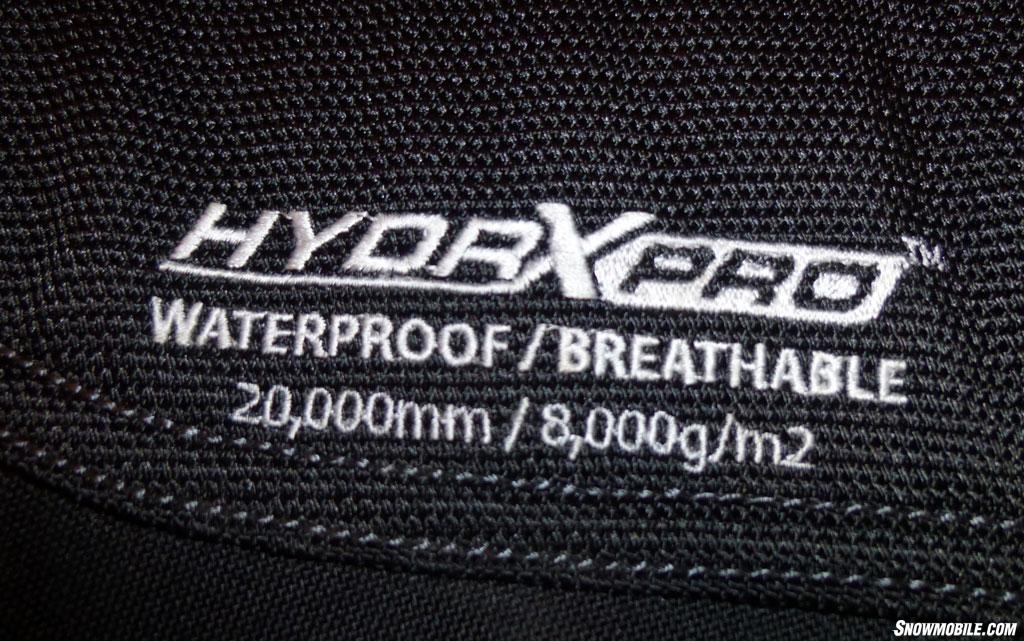 HYDRXPRO™
WATERPROOF / BREATHABLE
20,000mm / 8,000g/m2
SNOWMOBILE.COM